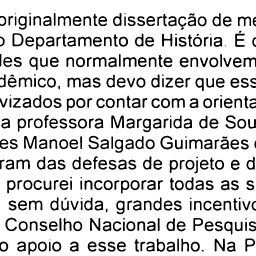 originalmente dissertação de me
o Departamento de História. É c
les que normalmente envolvem
dêmico, mas devo dizer que ess
vizados por contar com a orienta
a professora Margarida de Sou
es Manoel Salgado Guimarães e
ram das defesas de projeto e d
procurei incorporar todas as s
sem dúvida, grandes incentivo
Conselho Nacional de Pesquis
o apoio a esse trabalho. Na P